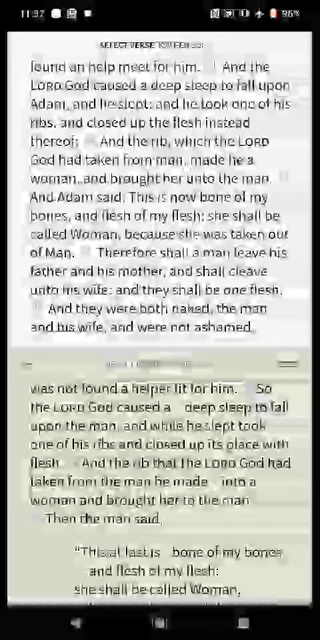 11:37
96%
SELECT VERSE
found an help meet for him. And the
LORD God caused a deep sleep to fall upon
Adam, and he slept: and he took one of his
ribs, and closed up the flesh instead
thereof; And the rib, which the LORD
God had taken from man, made he a
woman, and brought her unto the man.
And Adam said, This is now bone of my
bones, and flesh of my flesh: she shall be
called Woman, because she was taken out
of Man. Therefore shall a man leave his
father and his mother, and shall cleave
unto his wife: and they shall be one flesh.
And they were both naked, the man
and his wife, and were not ashamed.
was not found a helper fit for him. So
the LORD God caused a deep sleep to fall
upon the man, and while he slept took
one of his ribs and closed up its place with
flesh. And the rib that the LORD God had
taken from the man he made into a
woman and brought her to the man.
Then the man said,
"This at last is bone of my bones
and flesh of my flesh;
she shall be called Woman,